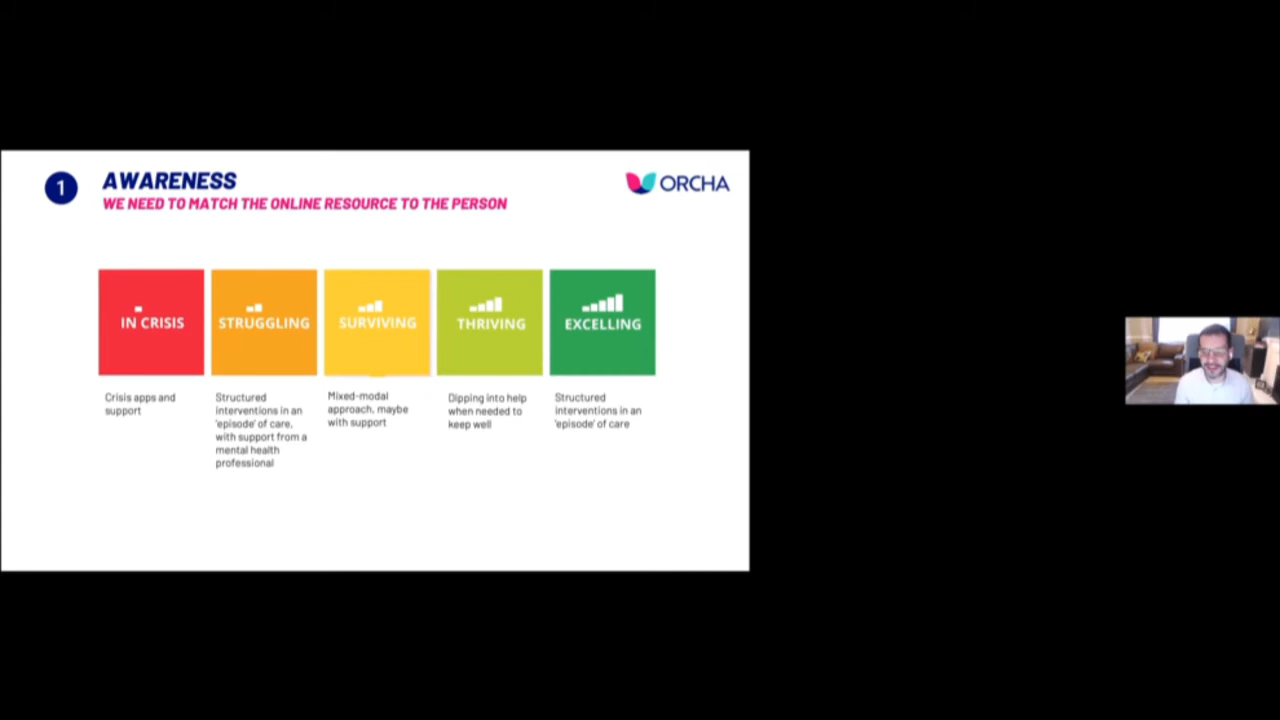 1
AWARENESS
WE NEED TO MATCH THE ONLINE RESOURCE TO THE PERSON
ORCHA
IN CRISIS
STRUGGLING
SURVIVING
THRIVING
EXCELLING
Crisis apps and
support
Structured
interventions in an
'episode' of care,
with support from a
mental health
professional
Mixed-modal
approach, maybe
with support
Dipping into help
when needed to
keep well
Structured
interventions in an
'episode' of care